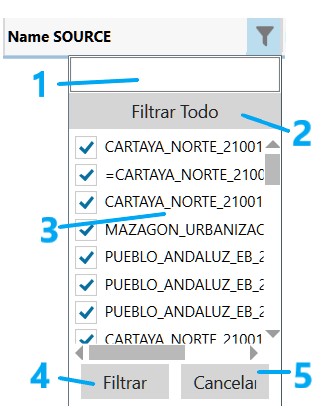 Name SOURCE
1
Filtrar Todo
2
CARTAYA_NORTE_21001
=CARTAYA_NORTE_2100
CARTAYA_NORTE_21001
3
MAZAGON_URBANIZAC
PUEBLO_ANDALUZ_EB_2
PUEBLO_ANDALUZ_EB_2
PUEBLO_ANDALUZ_EB_2
CARTAYA_NORTE_21001
4 Filtrar Cancelar 5